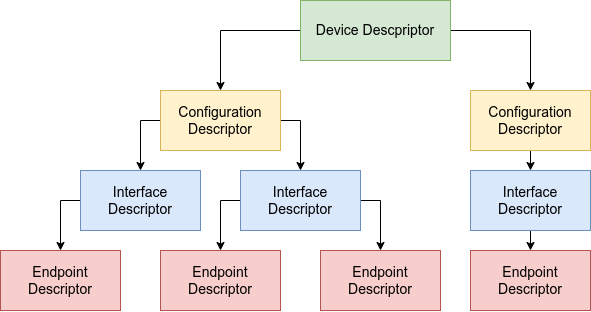 Device Descpriptor
Configuration
Descriptor
Configuration
Descriptor
Interface
Descriptor
Interface
Descriptor
Interface
Descriptor
Endpoint
Descriptor
Endpoint
Descriptor
Endpoint
Descriptor
Endpoint
Descriptor